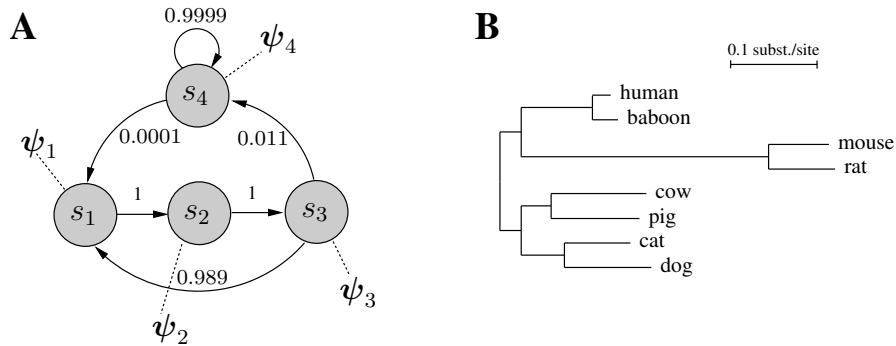 A
0.9999
ψ4
s4
0.0001
0.011
ψ1
1
1
s1
s2
s3
0.989
ψ3
ψ2
B
0.1 subst./site
human
baboon
mouse
rat
cow
pig
cat
dog